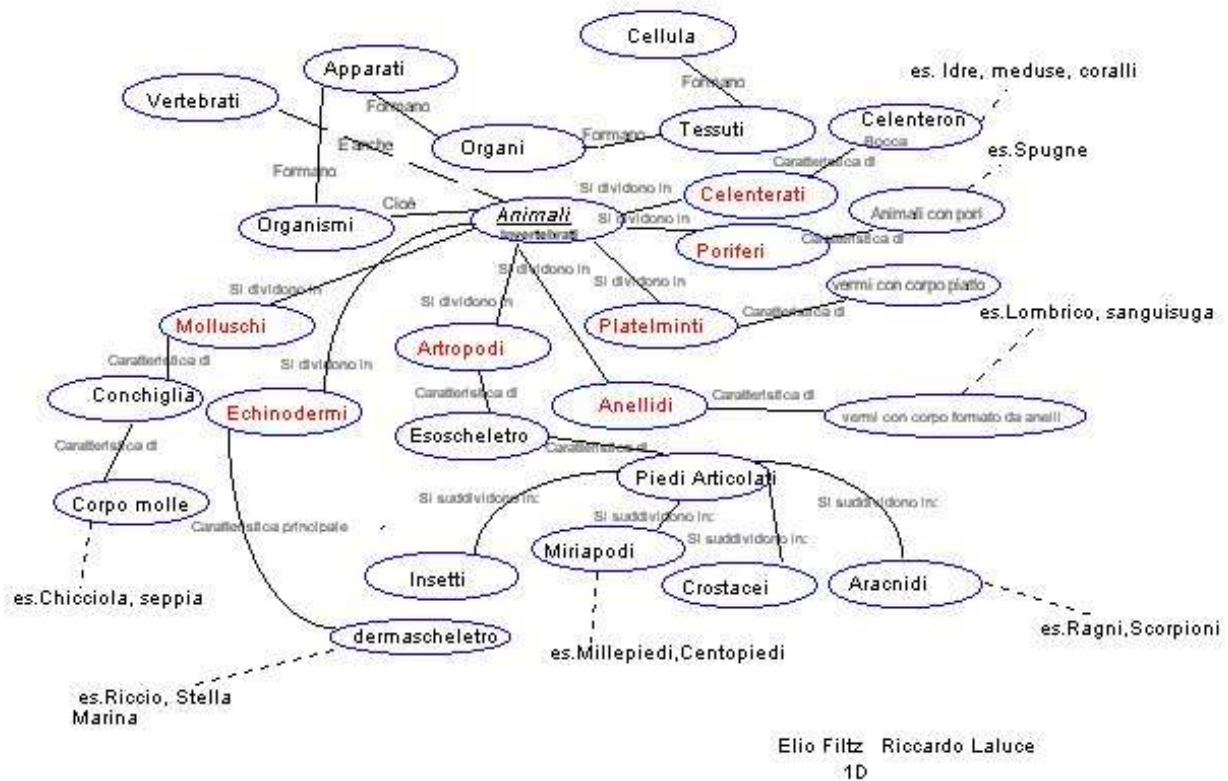 Cellula
Apparati
es. Idre, meduse, coralli
Formano
Vertebrati
Formano
Celenteron
Tessuti
Formano
Organi
Bocca
E anche
es.Spugne
Caratteristica di
Formano
Si dividono in
Celenterati
Cioè
Animali
Animali con pori
Organismi
Si dividono in
Invertebrati
Caratteristica di
Poriferi
Si dividono in
Si dividono in
vermi con corpo piatto
Si dividono in
Si dividono in
Caratteristica di
es.Lombrico, sanguisuga
Molluschi
Platelminti
Artropodi
Caratteristica di
Si dividono in
Caratteristica di
Caratteristica di
Conchiglia
Echinodermi
Anellidi
vermi con corpo formato da anelli
Esoscheletro
Caratteristica di
Caratteristica di
Piedi Articolati
Corpo molle
Si suddividono in:
Si suddividono in:
Caratteristica principale
Si suddividono in:
Si suddividono in:
Miriapodi
Insetti
Crostacei
Aracnidi
es.Chicciola, seppia
es.Ragni,Scorpioni
dermascheletro
es.Millepiedi,Centopiedi
es.Riccio, Stella
Marina
Elio Filtz Riccardo Laluce
1D